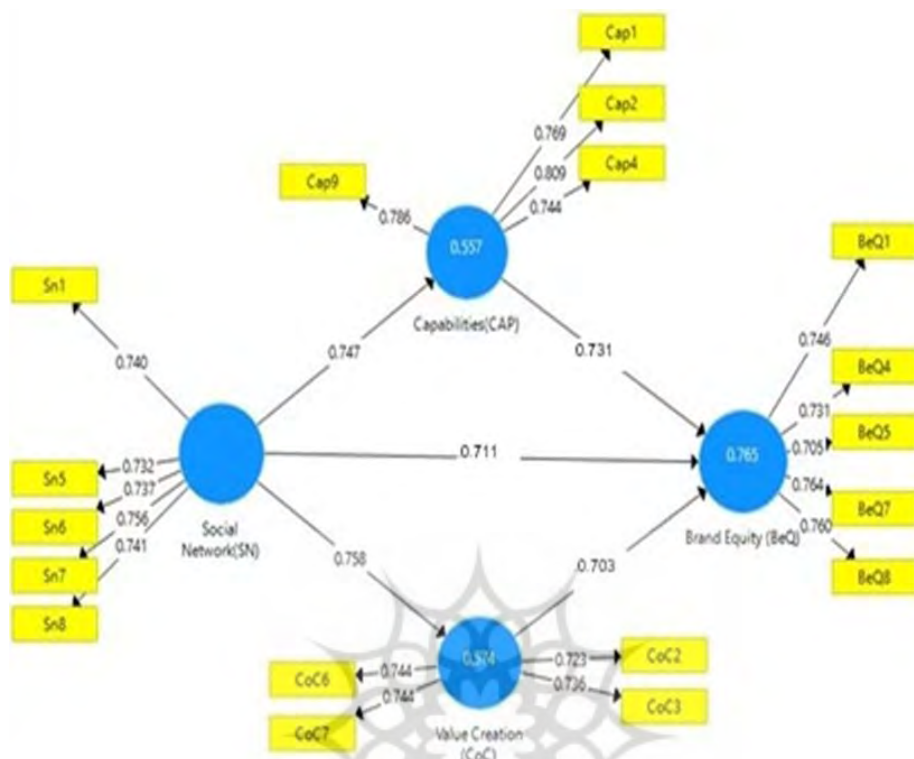 Cap1
Cap2
0.769
Cap4
0.809
Cap9
0.744
0.786
BeQ1
0.557
Sn1
Capabilities(CAP)
0.746
0.740
0.747
0.731
BeQ4
0.731
BeQ5
0.711
0.765
0.705
Sn5
0.732
0.764
0.737
BeQ7
Sn6
0.756
Social
Network(SN)
0.760
Brand Equity (BeQ)
0.741
Sn7
0.758
0.703
BeQ8
Sn8
0.574
0.723
CoC2
CoC6
0.744
0.736
0.744
CoC3
CoC7
Value Creation
(CoC)